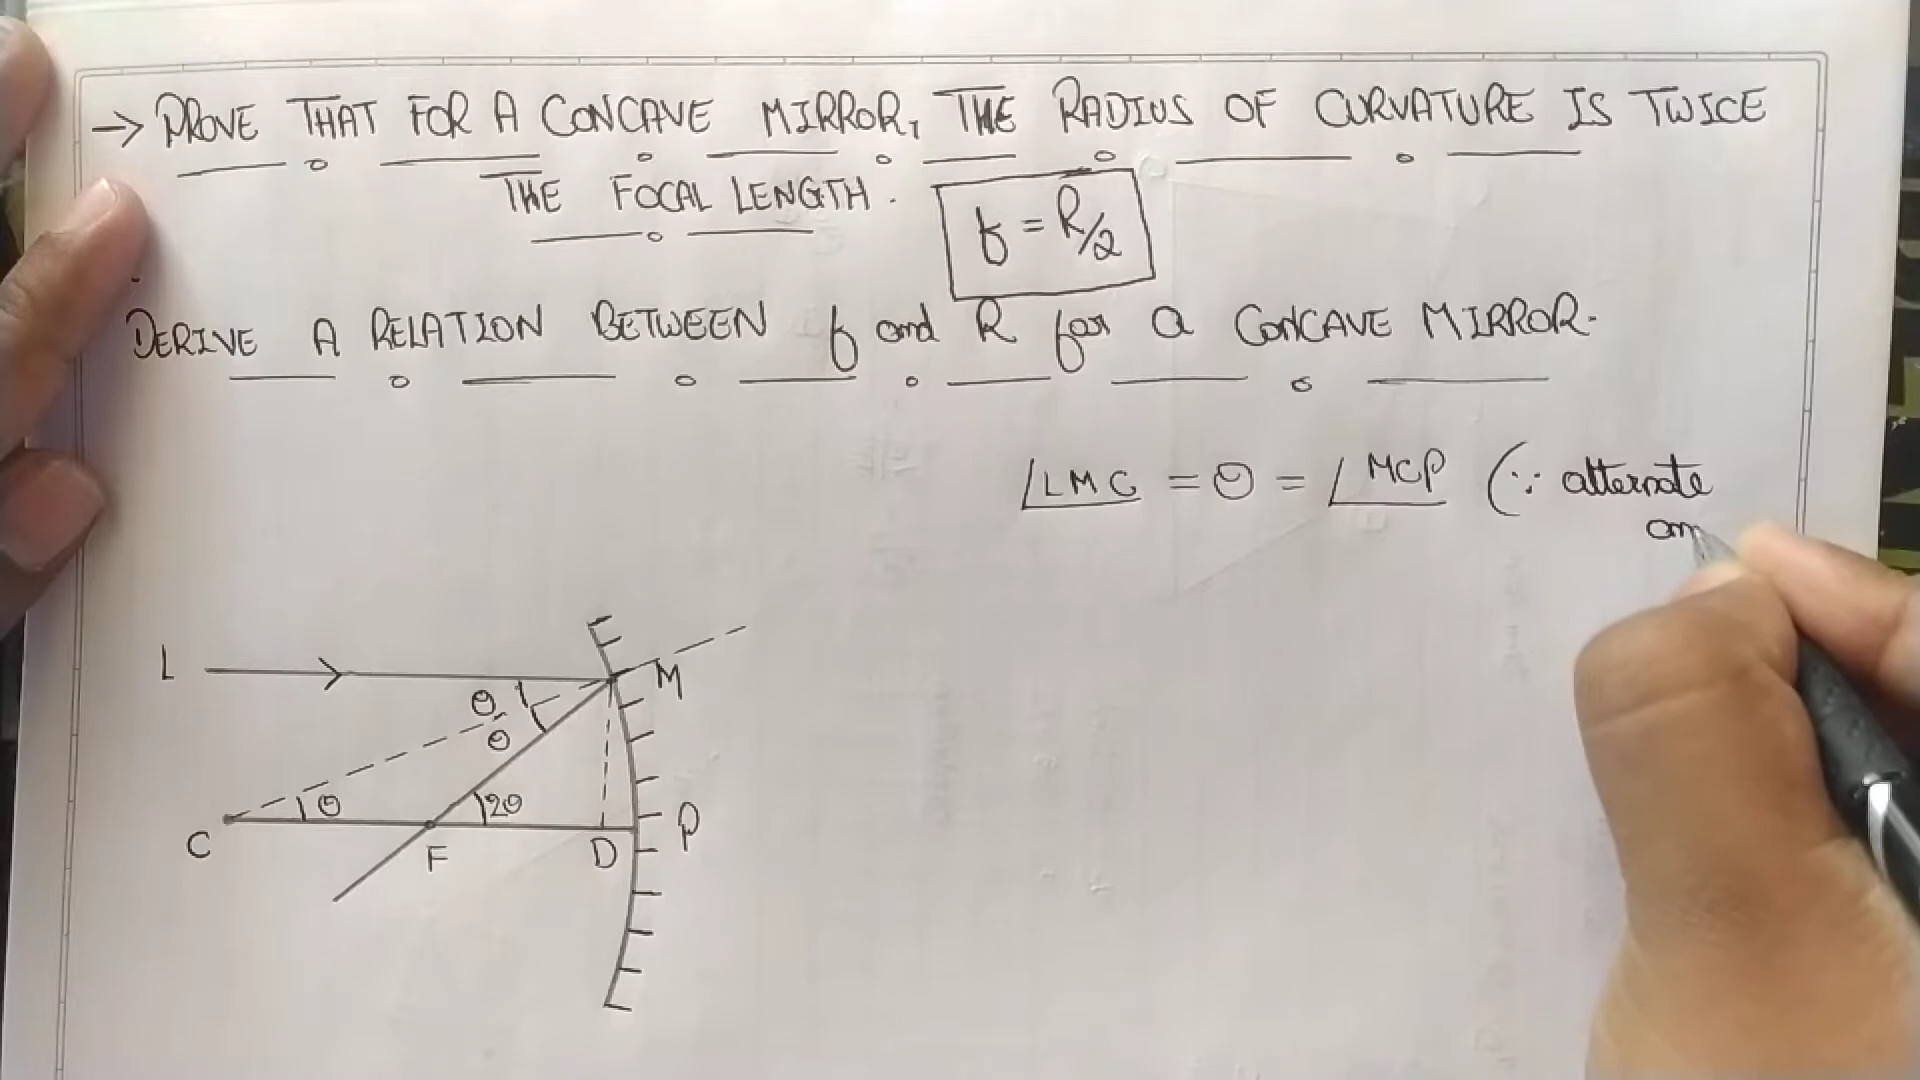 → PROVE THAT FOR A CONCAVE MIRROR, THE RADIUS OF CURVATURE IS TWICE
THE FOCAL LENGTH.
f = R/2
DERIVE A RELATION BETWEEN f and R for a CONCAVE MIRROR.
∠LMC = θ = ∠MCP (∵ alternate
an
L
M
θ
θ
C
θ
2θ
P
F
D